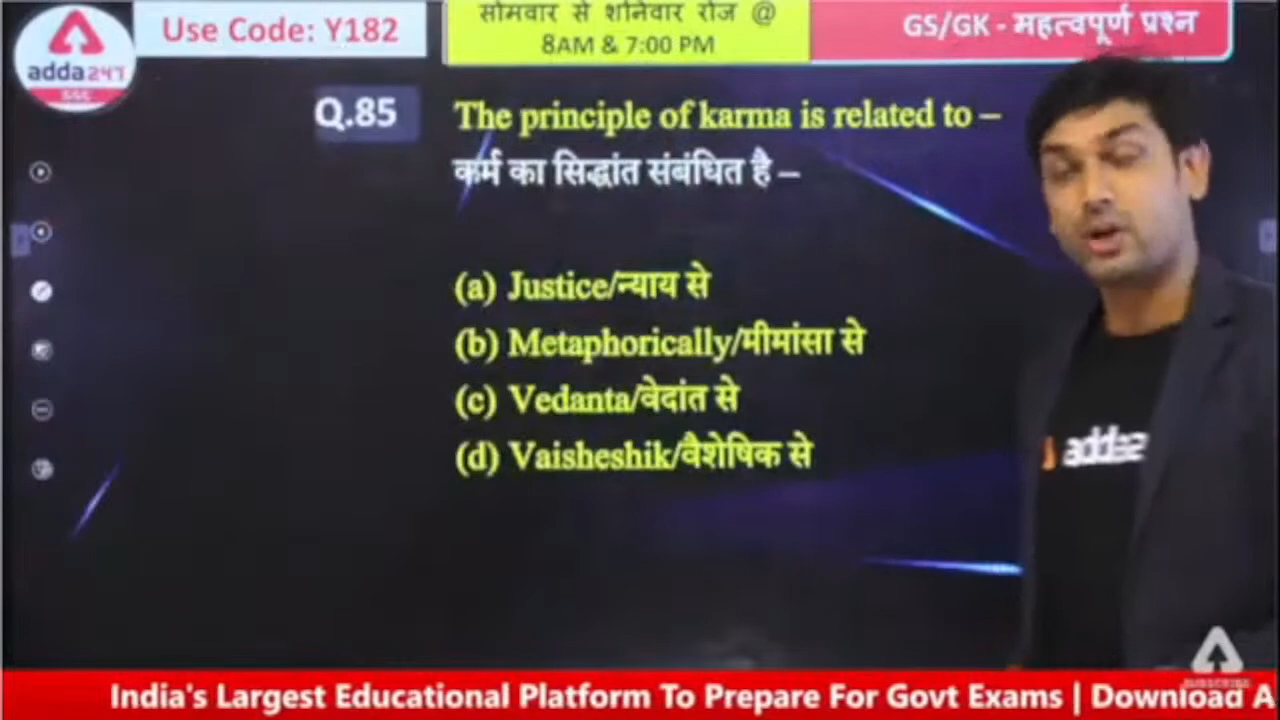 adda247
SSC
Use Code: Y182
सोमवार से शनिवार रोज @
8AM & 7:00 PM
GS/GK - महत्वपूर्ण प्रश्न
Q.85
The principle of karma is related to –
कर्म का सिद्धांत संबंधित है –
(a) Justice/न्याय से
(b) Metaphorically/मीमांसा से
(c) Vedanta/वेदांत से
(d) Vaisheshik/वैशेषिक से
SUBSCRIBE
India's Largest Educational Platform To Prepare For Govt Exams | Download A